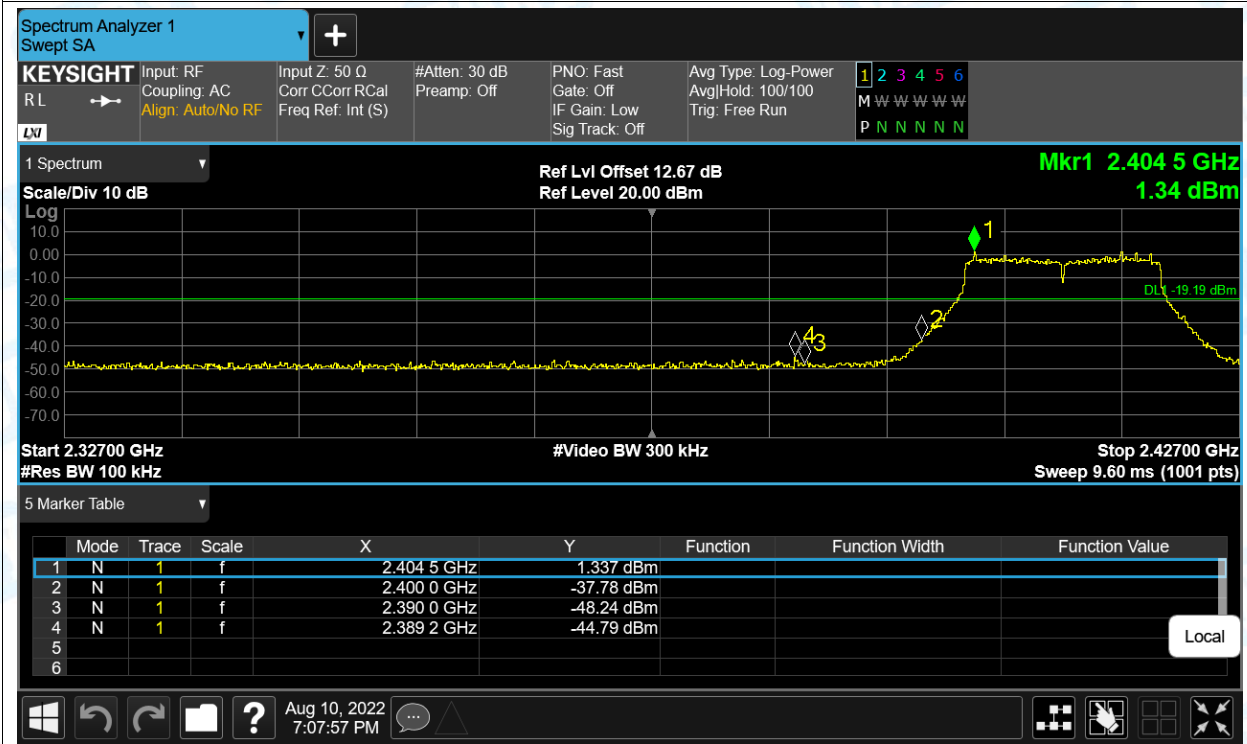 Spectrum Analyzer 1
Swept SA
+
KEYSIGHT
R L
LXI
Input: RF
Coupling: AC
Align: Auto/No RF
Input Z: 50 Ω
Corr CCorr RCal
Freq Ref: Int (S)
#Atten: 30 dB
Preamp: Off
PNO: Fast
Gate: Off
IF Gain: Low
Sig Track: Off
Avg Type: Log-Power
Avg|Hold: 100/100
Trig: Free Run
1 2 3 4 5 6
M W W W W W
P N N N N N
1 Spectrum
Scale/Div 10 dB
Ref Lvl Offset 12.67 dB
Ref Level 20.00 dBm
Mkr1 2.404 5 GHz
1.34 dBm
Log
10.0
0.00
-10.0
-20.0
-30.0
-40.0
-50.0
-60.0
-70.0
1
DL1 -19.19 dBm
2
4
3
Start 2.32700 GHz
#Res BW 100 kHz
#Video BW 300 kHz
Stop 2.42700 GHz
Sweep 9.60 ms (1001 pts)
5 Marker Table
Mode Trace Scale X Y Function Function Width Function Value
1 N 1 f 2.404 5 GHz 1.337 dBm
2 N 1 f 2.400 0 GHz -37.78 dBm
3 N 1 f 2.390 0 GHz -48.24 dBm
4 N 1 f 2.389 2 GHz -44.79 dBm
5
6
Local
?
Aug 10, 2022
7:07:57 PM